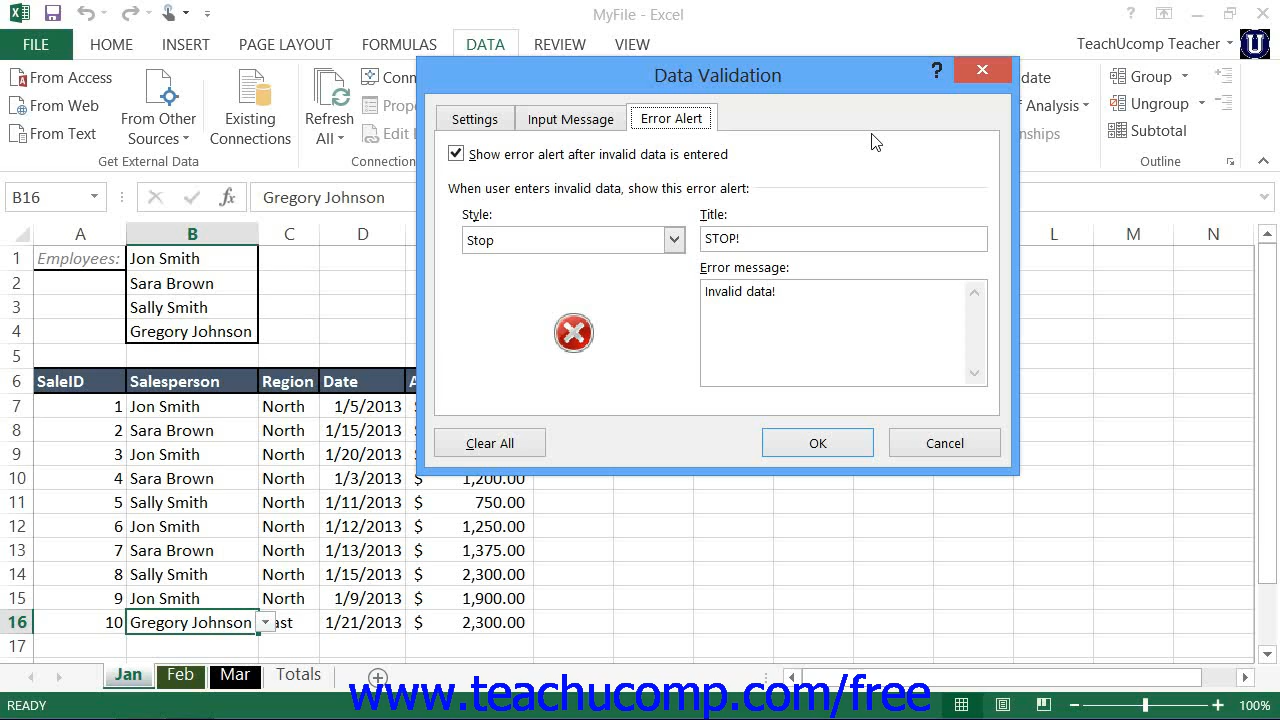 MyFile - Excel
FILE HOME INSERT PAGE LAYOUT FORMULAS DATA REVIEW VIEW TeachUcomp Teacher
From Access
From Web
From Text
From Other Sources
Existing Connections
Get External Data
Refresh All
Conn
Prope
Edit L
Connection
date
of Analysis
nships
Group
Ungroup
Subtotal
Outline
Data Validation
Settings Input Message Error Alert
Show error alert after invalid data is entered
When user enters invalid data, show this error alert:
Style: Title:
Stop STOP!
Error message:
Invalid data!
Clear All OK Cancel
B16 fx Gregory Johnson
A B C D L M N
1 Employees: Jon Smith
2 Sara Brown
3 Sally Smith
4 Gregory Johnson
5
6 SaleID Salesperson Region Date A
7 1 Jon Smith North 1/5/2013
8 2 Sara Brown North 1/15/2013
9 3 Jon Smith North 1/20/2013
10 4 Sara Brown North 1/3/2013 $ 1,200.00
11 5 Sally Smith North 1/11/2013 $ 750.00
12 6 Jon Smith North 1/12/2013 $ 1,250.00
13 7 Sara Brown North 1/13/2013 $ 1,375.00
14 8 Sally Smith North 1/15/2013 $ 2,300.00
15 9 Jon Smith North 1/9/2013 $ 1,900.00
16 10 Gregory Johnson ast 1/21/2013 $ 2,300.00
17
Jan Feb Mar Totals
www.teachucomp.com/free
READY 100%